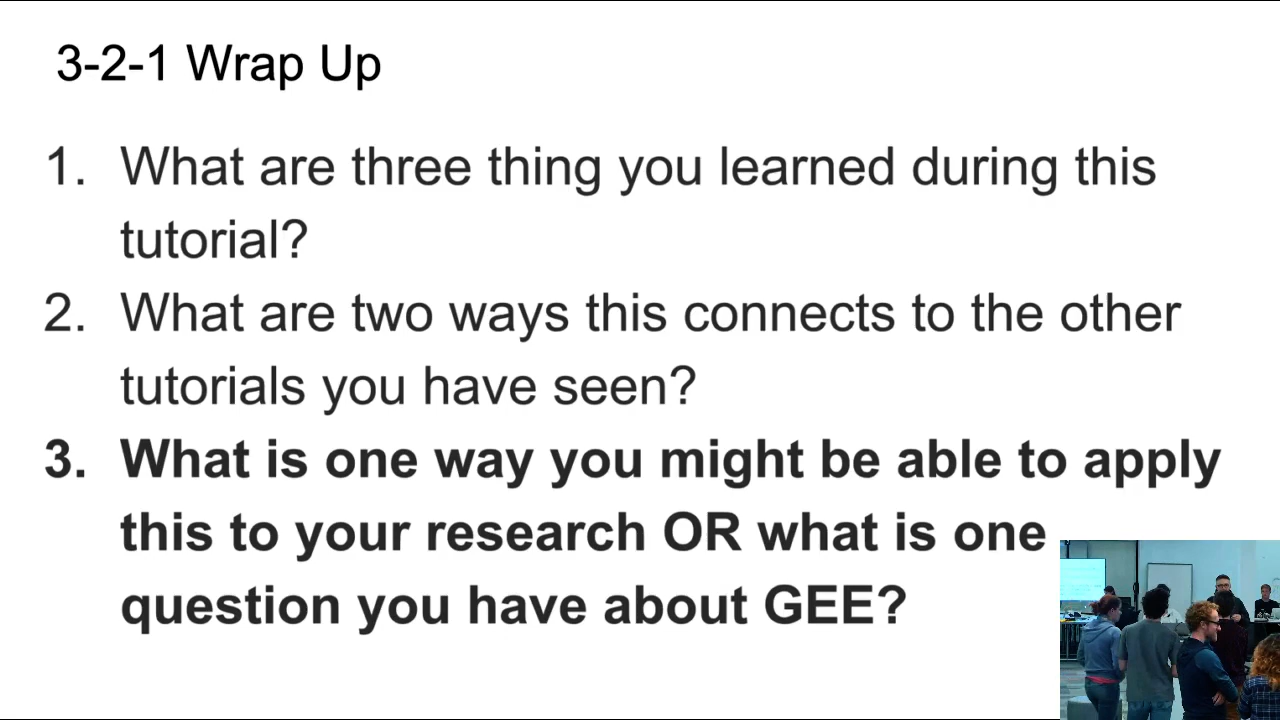 3-2-1 Wrap Up
1. What are three thing you learned during this
tutorial?
2. What are two ways this connects to the other
tutorials you have seen?
3. What is one way you might be able to apply
this to your research OR what is one
question you have about GEE?